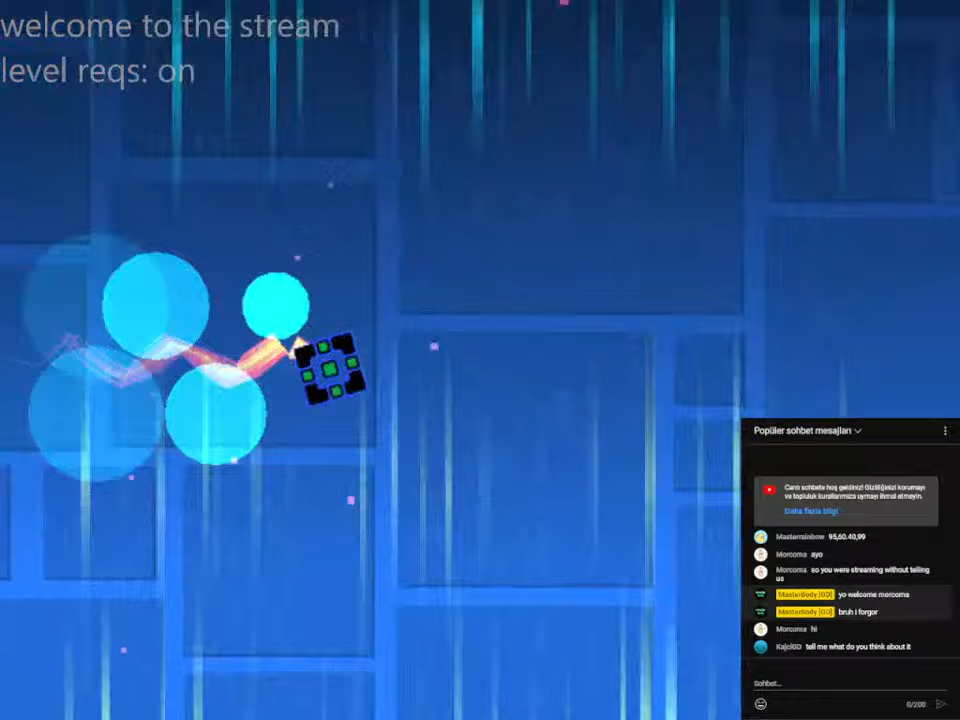 welcome to the stream
level reqs: on
Popüler sohbet mesajları
Canlı sohbete hoş geldiniz! Gizliliğinizi korumayı
ve topluluk kurallarımıza uymayı ihmal etmeyin.
Daha fazla bilgi
Masterrainbow 95,60,40,99
Morcoma ayo
Morcoma so you were streaming without telling
us
MasterBody [GD] yo welcome morcoma
MasterBody [GD] bruh i forgor
Morcoma hi
KajciGD tell me what do you think about it
Sohbet...
0/200